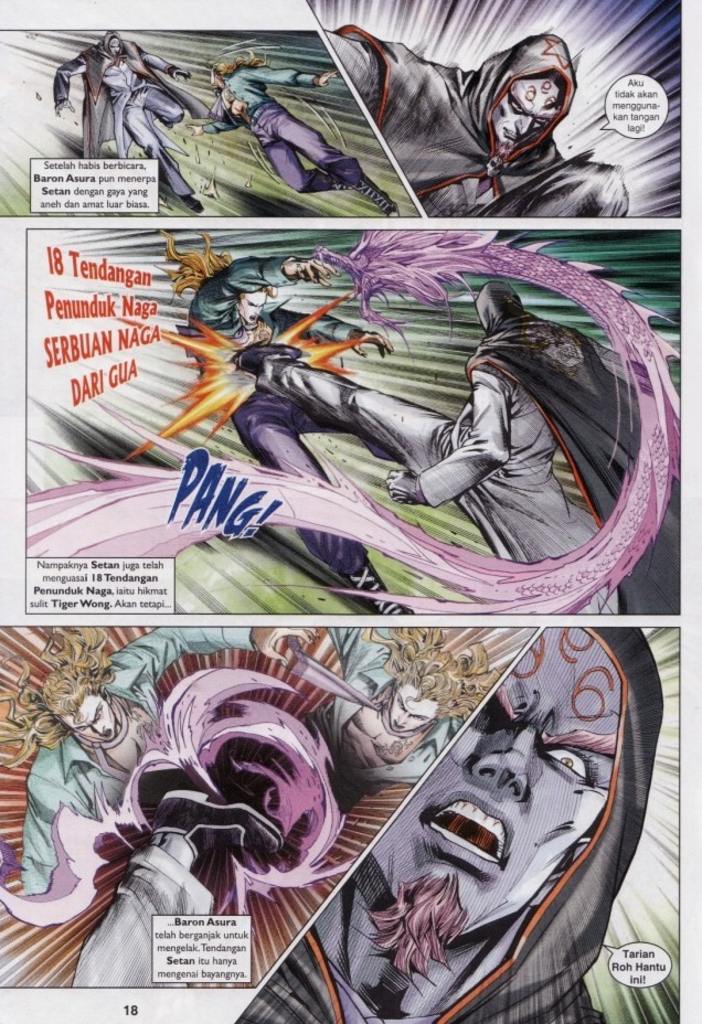 Setelah habis berbicara,
Baron Asura pun menerpa
Setan dengan gaya yang
aneh dan amat luar biasa.
Aku
tidak akan
mengguna-
kan tangan
lagi!
18 Tendangan
Penunduk Naga
SERBUAN NAGA
DARI GUA
PANG!
Nampaknya Setan juga telah
menguasai 18 Tendangan
Penunduk Naga, iaitu hikmat
sulit Tiger Wong. Akan tetapi...
...Baron Asura
telah berganjak untuk
mengelak. Tendangan
Setan itu hanya
mengenai bayangnya.
Tarian
Roh Hantu
ini!
18